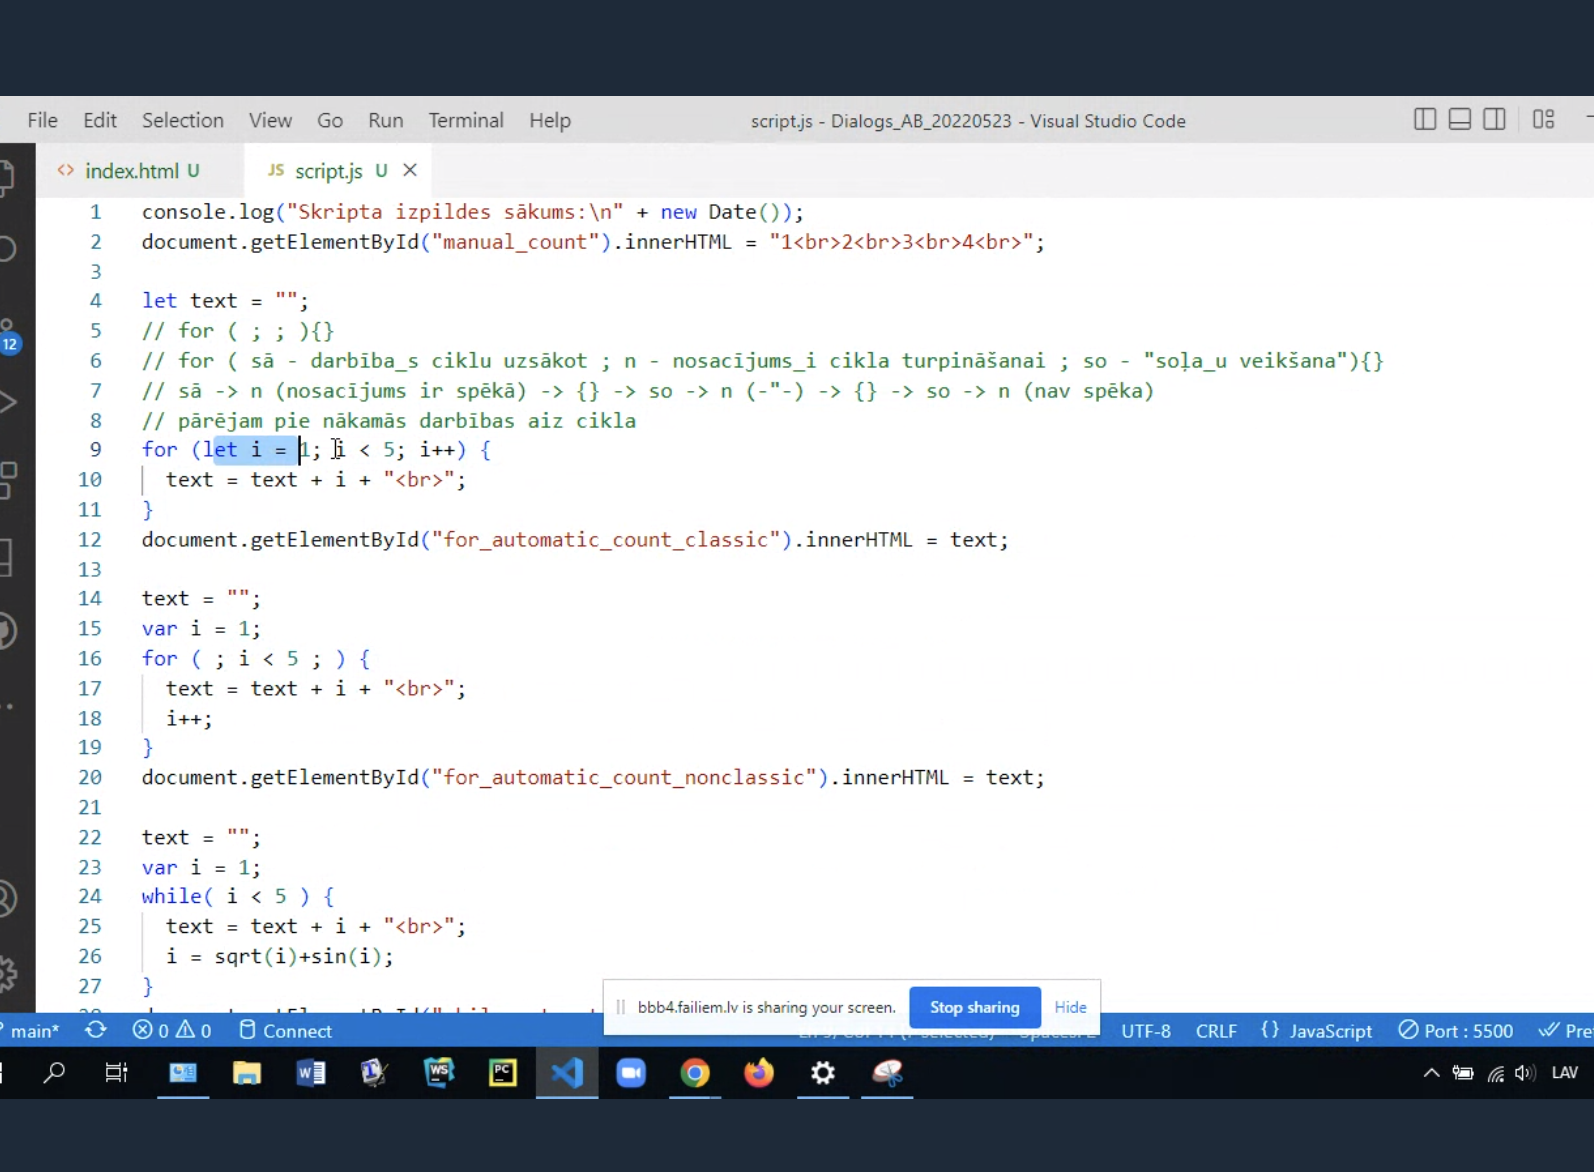 File Edit Selection View Go Run Terminal Help script.js - Dialogs_AB_20220523 - Visual Studio Code
<> index.html U JS script.js U
1 console.log("Skripta izpildes sākums:\n" + new Date());
2 document.getElementById("manual_count").innerHTML = "1<br>2<br>3<br>4<br>";
3
4 let text = "";
5 // for ( ; ; ){}
6 // for ( sā - darbība_s ciklu uzsākot ; n - nosacījums_i cikla turpināšanai ; so - "soļa_u veikšana"){}
7 // sā -> n (nosacījums ir spēkā) -> {} -> so -> n (-"-) -> {} -> so -> n (nav spēka)
8 // pārējam pie nākamās darbības aiz cikla
9 for (let i = 1; i < 5; i++) {
10 text = text + i + "<br>";
11 }
12 document.getElementById("for_automatic_count_classic").innerHTML = text;
13
14 text = "";
15 var i = 1;
16 for ( ; i < 5 ; ) {
17 text = text + i + "<br>";
18 i++;
19 }
20 document.getElementById("for_automatic_count_nonclassic").innerHTML = text;
21
22 text = "";
23 var i = 1;
24 while( i < 5 ) {
25 text = text + i + "<br>";
26 i = sqrt(i)+sin(i);
27 }
12
bbb4.failiem.lv is sharing your screen. Stop sharing Hide
main* 0 0 Connect UTF-8 CRLF {} JavaScript Port : 5500
W WS PC LAV